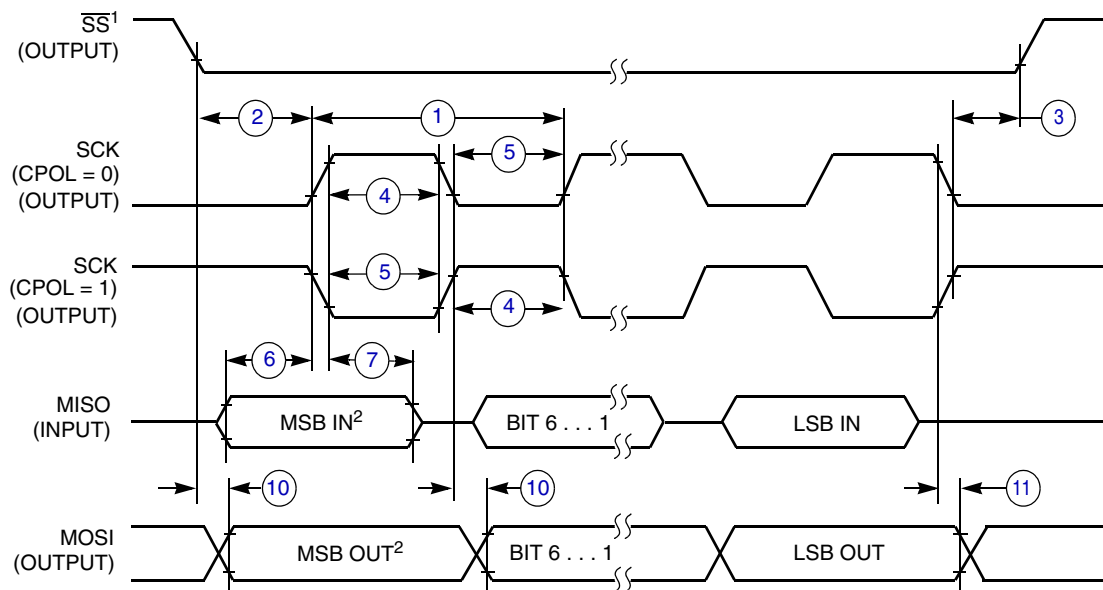 SS¹
(OUTPUT)
2
1
3
SCK
(CPOL = 0)
(OUTPUT)
5
4
SCK
(CPOL = 1)
(OUTPUT)
5
4
6
7
MISO
(INPUT)
MSB IN²
BIT 6 . . . 1
LSB IN
10
10
11
MOSI
(OUTPUT)
MSB OUT²
BIT 6 . . . 1
LSB OUT